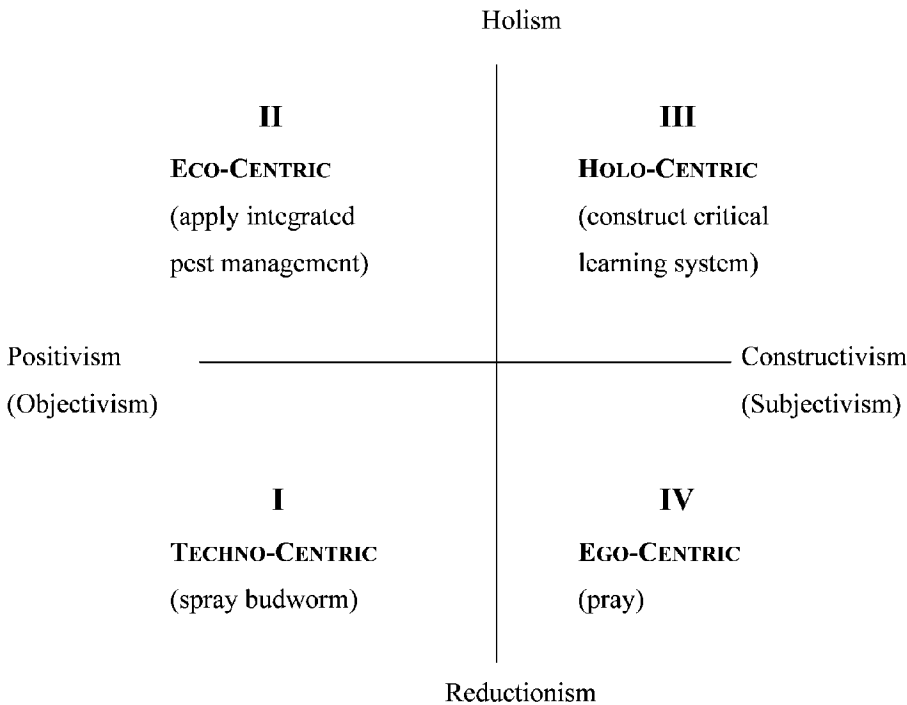 Holism
II
ECO-CENTRIC
(apply integrated
pest management)
III
HOLO-CENTRIC
(construct critical
learning system)
Positivism
(Objectivism)
Constructivism
(Subjectivism)
I
TECHNO-CENTRIC
(spray budworm)
IV
EGO-CENTRIC
(pray)
Reductionism